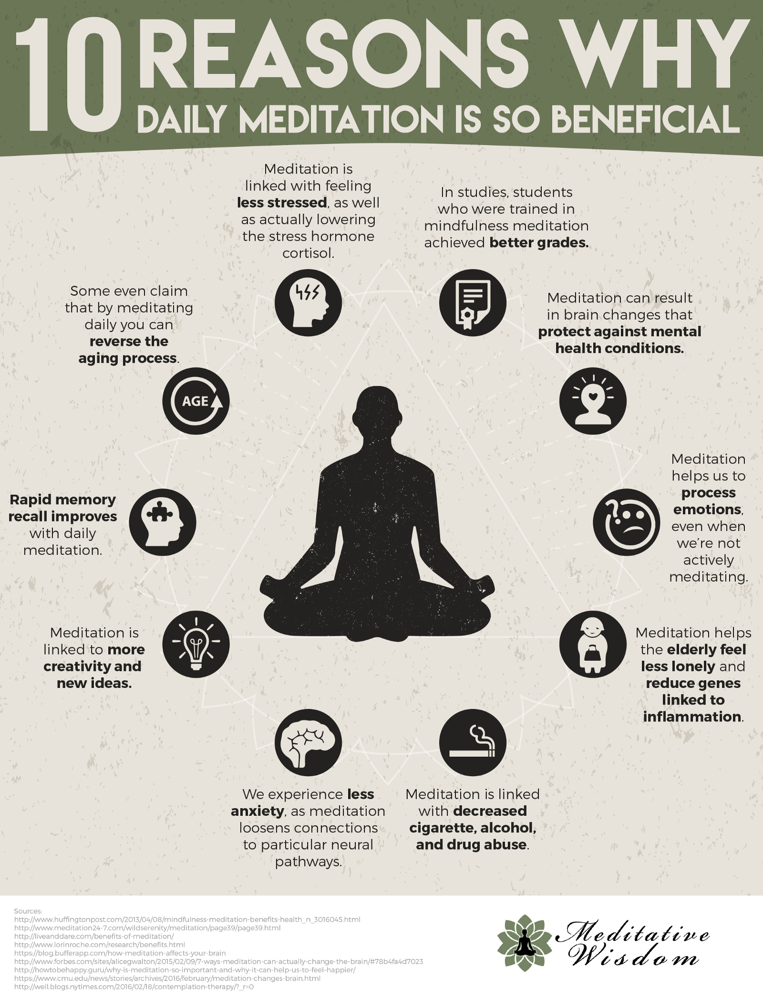 10 REASONS WHY
DAILY MEDITATION IS SO BENEFICIAL
Meditation is
linked with feeling
less stressed, as well
as actually lowering
the stress hormone
cortisol.
In studies, students
who were trained in
mindfulness meditation
achieved better grades.
Some even claim
that by meditating
daily you can
reverse the
aging process.
AGE
Meditation can result
in brain changes that
protect against mental
health conditions.
Rapid memory
recall improves
with daily
meditation.
Meditation
helps us to
process
emotions,
even when
we're not
actively
meditating.
?
Meditation is
linked to more
creativity and
new ideas.
Meditation helps
the elderly feel
less lonely and
reduce genes
linked to
inflammation.
We experience less
anxiety, as meditation
loosens connections
to particular neural
pathways.
Meditation is linked
with decreased
cigarette, alcohol,
and drug abuse.
Sources:
http://www.huffingtonpost.com/2013/04/08/mindfulness-meditation-benefits-health_n_3016045.html
http://www.meditation24-7.com/wildserenity/meditation/page39/page39.html
http://liveanddare.com/benefits-of-meditation/
http://www.lorinroche.com/research/benefits.html
https://blog.bufferapp.com/how-meditation-affects-your-brain
http://www.forbes.com/sites/alicegwalton/2015/02/09/7-ways-meditation-can-actually-change-the-brain/#78b4fa4d7023
http://howtobehappy.guru/why-is-meditation-so-important-and-why-it-can-help-us-to-feel-happier/
https://www.cmu.edu/news/stories/archives/2016/february/meditation-changes-brain.html
http://well.blogs.nytimes.com/2016/02/18/contemplation-therapy/?_r=0
Meditative
Wisdom